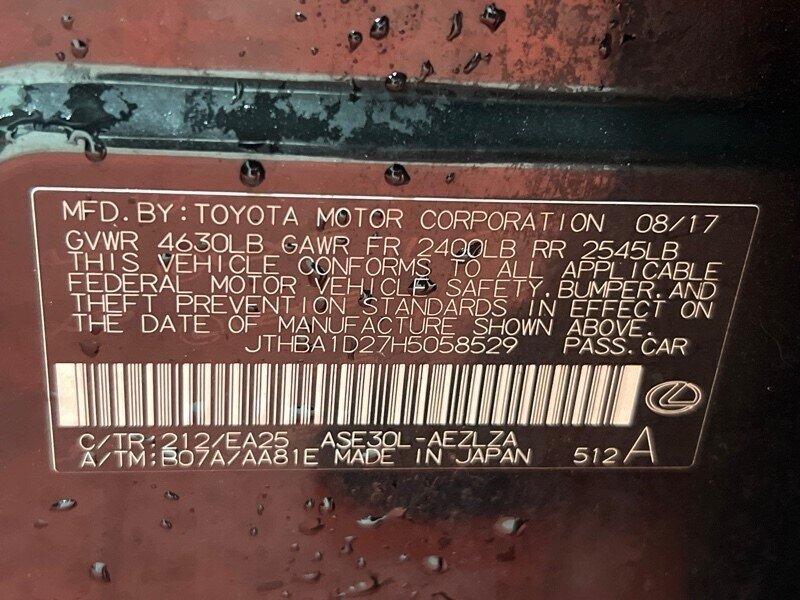 MFD. BY: TOYOTA MOTOR CORPORATION 08/17
GVWR 4630LB GAWR FR 2400LB RR 2545LB
THIS VEHICLE CONFORMS TO ALL APPLICABLE
FEDERAL MOTOR VEHICLE SAFETY, BUMPER, AND
THEFT PREVENTION STANDARDS IN EFFECT ON
THE DATE OF MANUFACTURE SHOWN ABOVE.
JTHBA1D27H5058529 PASS. CAR
C/TR: 212/EA25 ASE30L-AEZLZA
A/TM: B07A/AA81E MADE IN JAPAN 512 A